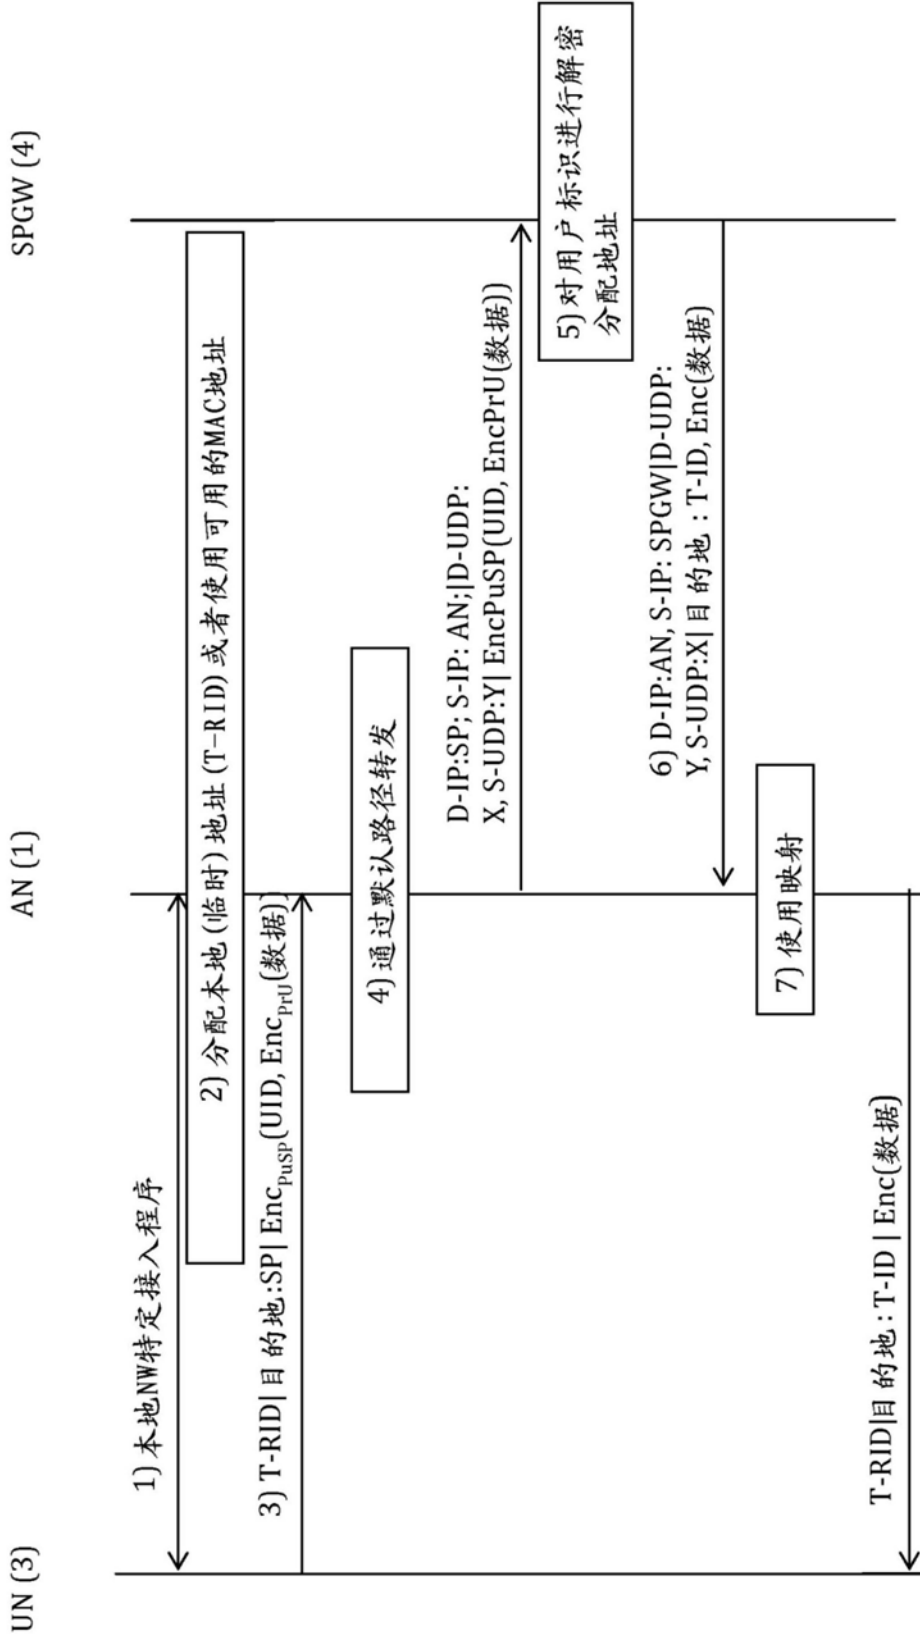 UN (3)
AN (1)
SPGW (4)
1) 本地NW特定接入程序
2) 分配本地 (临时) 地址 (T-RID) 或者使用可用的MAC地址
3) T-RID| 目的地:SP| EncPuSP(UID, EncPrU(数据))
4) 通过默认路径转发
D-IP:SP; S-IP: AN;|D-UDP:
X, S-UDP:Y| EncPuSP(UID, EncPrU(数据))
5) 对用户标识进行解密
分配地址
6) D-IP:AN, S-IP: SPGW|D-UDP:
Y, S-UDP:X| 目的地 : T-ID, Enc(数据)
7) 使用映射
T-RID|目的地 : T-ID | Enc(数据)